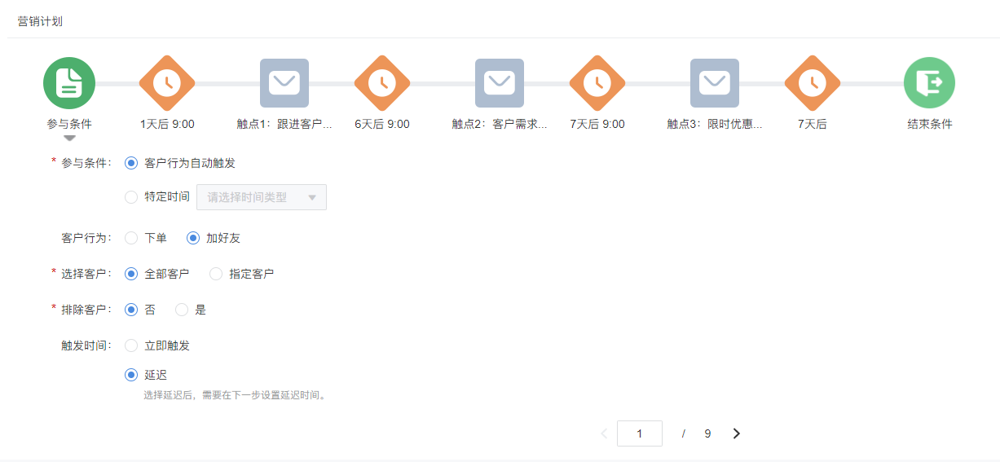 营销计划
参与条件 1天后 9:00 触点1：跟进客户... 6天后 9:00 触点2：客户需求... 7天后 9:00 触点3：限时优惠... 7天后 结束条件
* 参与条件： 客户行为自动触发
特定时间 请选择时间类型
客户行为： 下单 加好友
* 选择客户： 全部客户 指定客户
* 排除客户： 否 是
触发时间： 立即触发
延迟
选择延迟后，需要在下一步设置延迟时间。
1 / 9